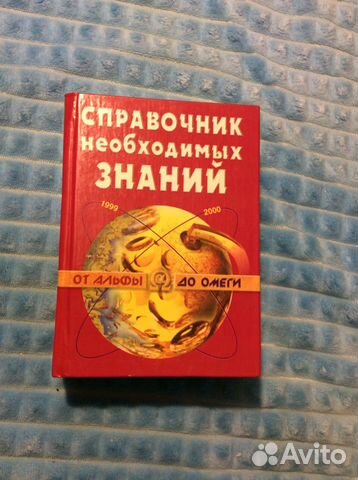 СПРАВОЧНИК
необходимых
ЗНАНИЙ
1999 2000
ОТ АЛЬФЫ ДО ОМЕГИ
Avito